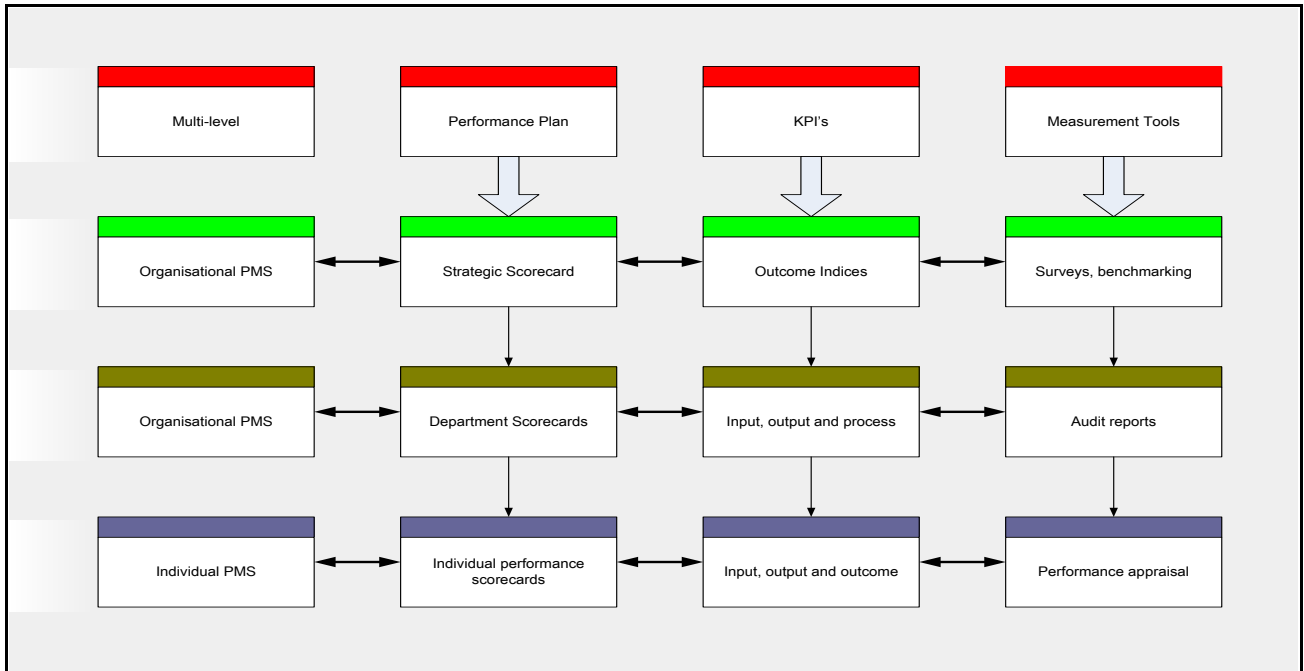 Multi-level
Performance Plan
KPI's
Measurement Tools
Organisational PMS
Strategic Scorecard
Outcome Indices
Surveys, benchmarking
Organisational PMS
Department Scorecards
Input, output and process
Audit reports
Individual PMS
Individual performance
scorecards
Input, output and outcome
Performance appraisal